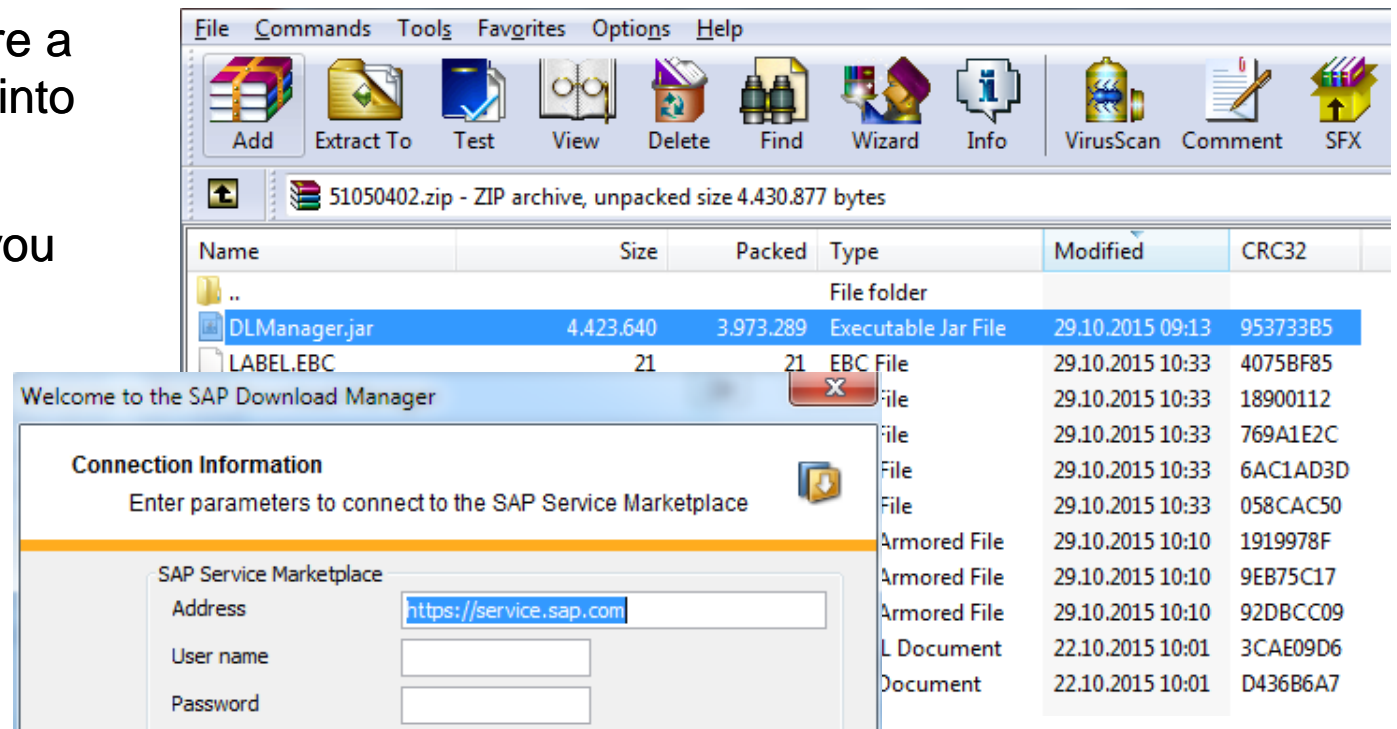 re a
into
you
File Commands Tools Favorites Options Help
Add Extract To Test View Delete Find Wizard Info VirusScan Comment SFX
51050402.zip - ZIP archive, unpacked size 4.430.877 bytes
Name Size Packed Type Modified CRC32
.. File folder
DLManager.jar 4.423.640 3.973.289 Executable Jar File 29.10.2015 09:13 953733B5
LABEL.EBC 21 21 EBC File 29.10.2015 10:33 4075BF85
File 29.10.2015 10:33 18900112
File 29.10.2015 10:33 769A1E2C
File 29.10.2015 10:33 6AC1AD3D
File 29.10.2015 10:33 058CAC50
Armored File 29.10.2015 10:10 1919978F
Armored File 29.10.2015 10:10 9EB75C17
Armored File 29.10.2015 10:10 92DBCC09
L Document 22.10.2015 10:01 3CAE09D6
Document 22.10.2015 10:01 D436B6A7
Welcome to the SAP Download Manager
Connection Information
Enter parameters to connect to the SAP Service Marketplace
SAP Service Marketplace
Address https://service.sap.com
User name
Password